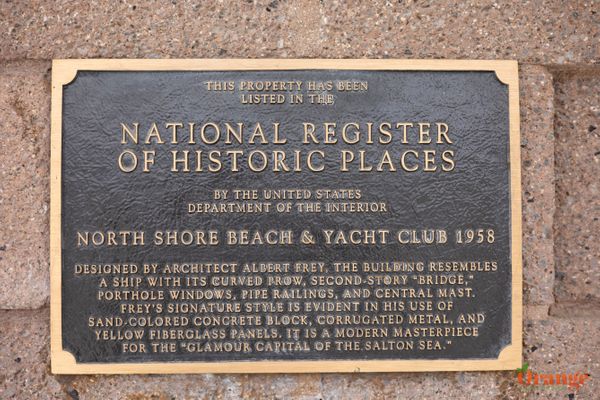 THIS PROPERTY HAS BEEN
LISTED IN THE
NATIONAL REGISTER
OF HISTORIC PLACES
BY THE UNITED STATES
DEPARTMENT OF THE INTERIOR
NORTH SHORE BEACH & YACHT CLUB 1958
DESIGNED BY ARCHITECT ALBERT FREY, THE BUILDING RESEMBLES
A SHIP WITH ITS CURVED PROW, SECOND-STORY "BRIDGE,"
PORTHOLE WINDOWS, PIPE RAILINGS, AND CENTRAL MAST.
FREY'S SIGNATURE STYLE IS EVIDENT IN HIS USE OF
SAND-COLORED CONCRETE BLOCK, CORRUGATED METAL, AND
YELLOW FIBERGLASS PANELS. IT IS A MODERN MASTERPIECE
FOR THE "GLAMOUR CAPITAL OF THE SALTON SEA."
Orange